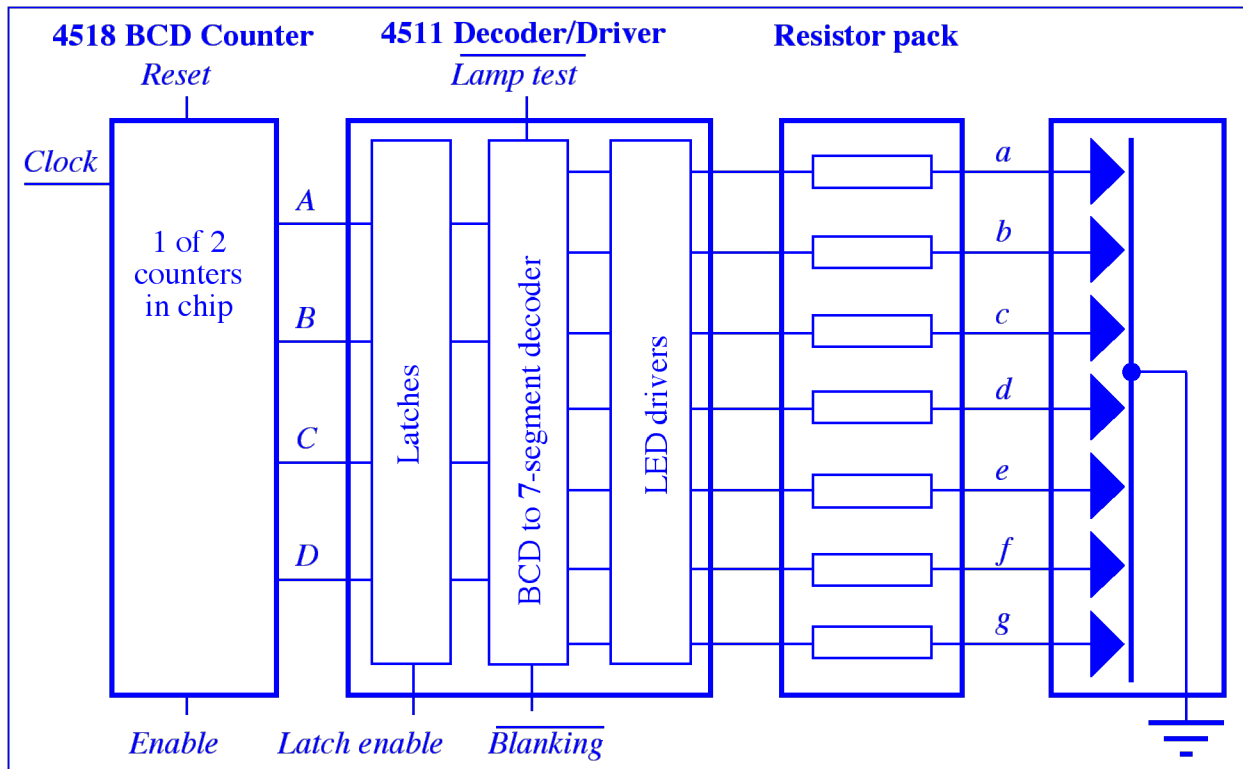 4518 BCD Counter
4511 Decoder/Driver
Resistor pack
Reset
Lamp test
Clock
A
B
C
D
1 of 2
counters
in chip
Latches
BCD to 7-segment decoder
LED drivers
a
b
c
d
e
f
g
Enable
Latch enable
Blanking